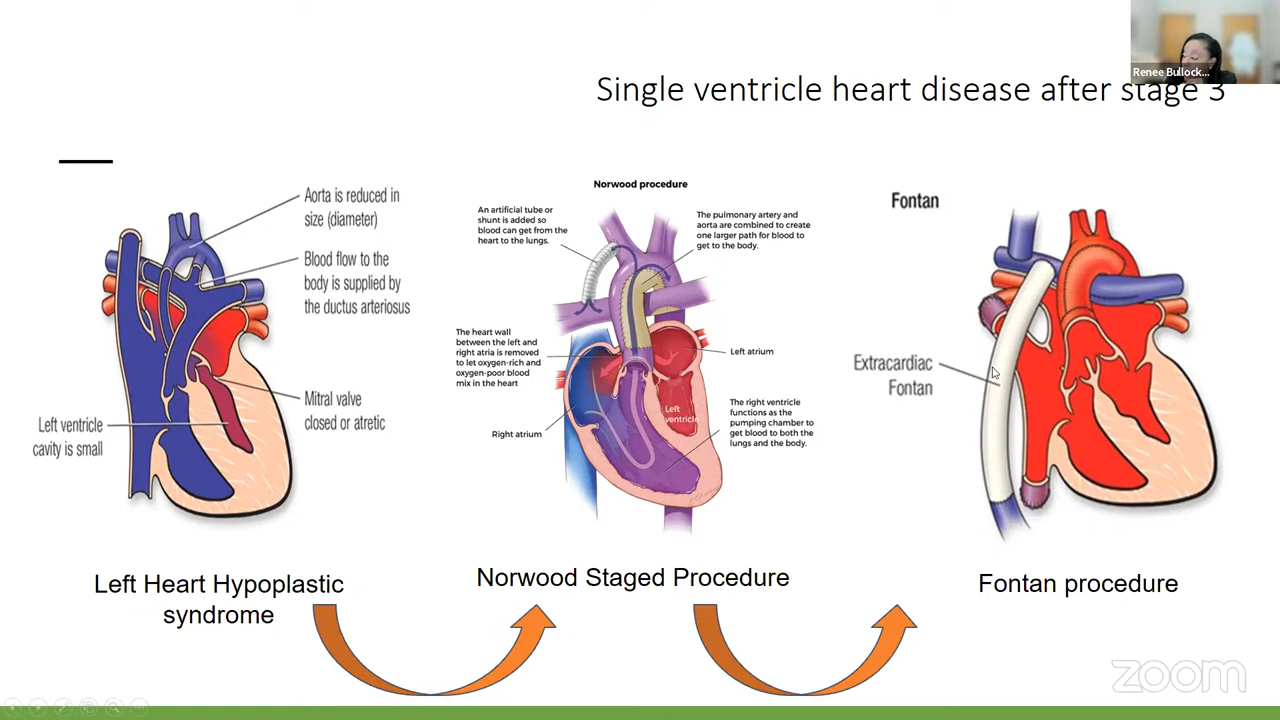 Renee Bullock...
Single ventricle heart disease after stage 3
Aorta is reduced in
size (diameter)
Blood flow to the
body is supplied by
the ductus arteriosus
Mitral valve
closed or atretic
Left ventricle
cavity is small
Left Heart Hypoplastic
syndrome
Norwood procedure
An artificial tube or
shunt is added so
blood can get from the
heart to the lungs.
The pulmonary artery and
aorta are combined to create
one larger path for blood to
get to the body.
The heart wall
between the left and
right atria is removed
to let oxygen-rich and
oxygen-poor blood
mix in the heart
Left atrium
Left
ventricle
The right ventricle
functions as the
pumping chamber to
get blood to both the
lungs and the body.
Right atrium
Norwood Staged Procedure
Fontan
Extracardiac
Fontan
Fontan procedure
zoom